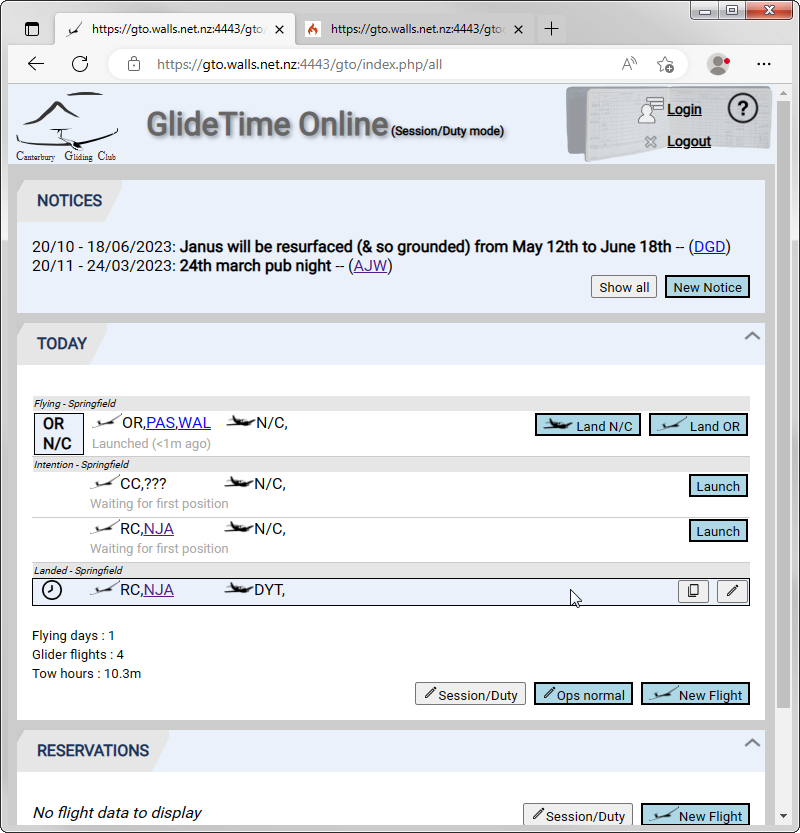 https://gto.walls.net.nz:4443/gto/
https://gto.walls.net.nz:4443/gtoc
https://gto.walls.net.nz:4443/gto/index.php/all
Canterbury Gliding Club
GlideTime Online (Session/Duty mode)
Login
?
Logout
NOTICES
20/10 - 18/06/2023: Janus will be resurfaced (& so grounded) from May 12th to June 18th -- (DGD)
20/11 - 24/03/2023: 24th march pub night -- (AJW)
Show all New Notice
TODAY
Flying - Springfield
OR N/C OR,PAS,WAL N/C, Land N/C Land OR
Launched (<1m ago)
Intention - Springfield
CC,??? N/C, Launch
Waiting for first position
RC,NJA N/C, Launch
Waiting for first position
Landed - Springfield
RC,NJA DYT,
Flying days : 1
Glider flights : 4
Tow hours : 10.3m
Session/Duty Ops normal New Flight
RESERVATIONS
No flight data to display Session/Duty New Flight